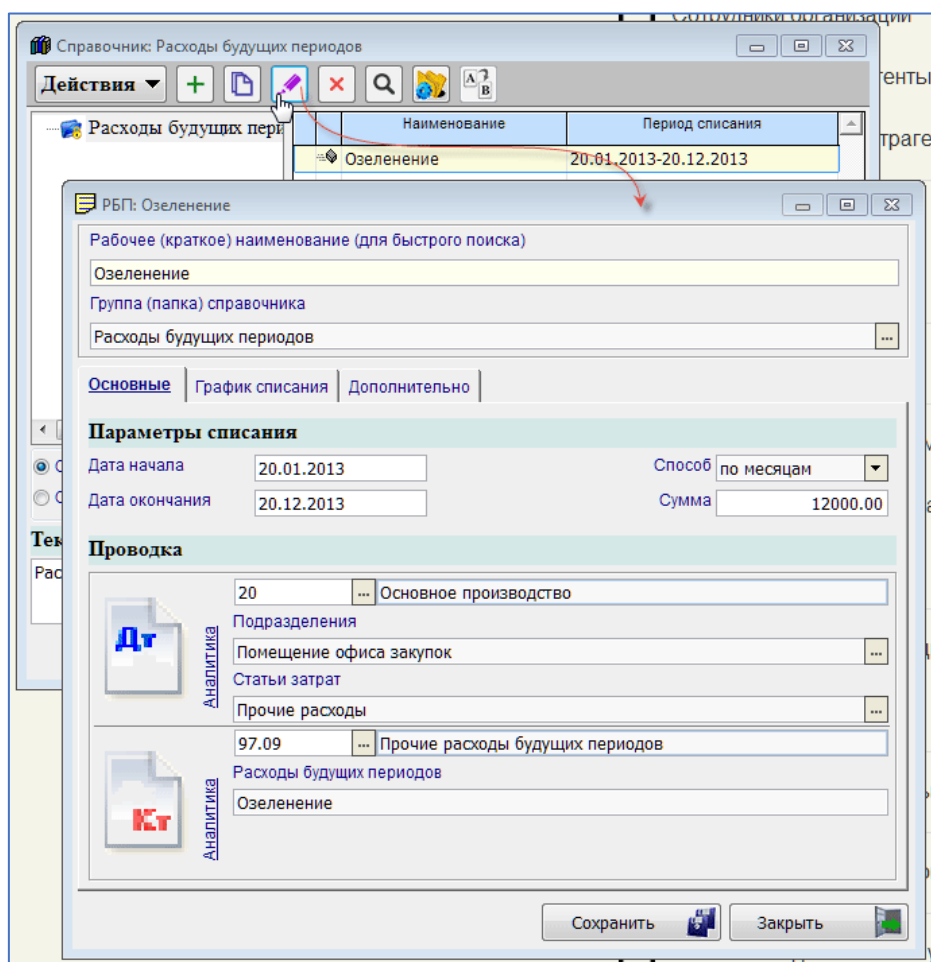 Сотрудники организации
Справочник: Расходы будущих периодов
Действия
Расходы будущих пери
Наименование
Период списания
Озеленение
20.01.2013-20.12.2013
РБП: Озеленение
Рабочее (краткое) наименование (для быстрого поиска)
Озеленение
Группа (папка) справочника
Расходы будущих периодов
...
Основные
График списания
Дополнительно
Параметры списания
Дата начала
20.01.2013
Способ
по месяцам
Дата окончания
20.12.2013
Сумма
12000.00
Тек
Проводка
Рас
Дт
Аналитика
20
...
Основное производство
Подразделения
Помещение офиса закупок
...
Статьи затрат
Прочие расходы
...
Кт
Аналитика
97.09
...
Прочие расходы будущих периодов
Расходы будущих периодов
Озеленение
Сохранить
Закрыть